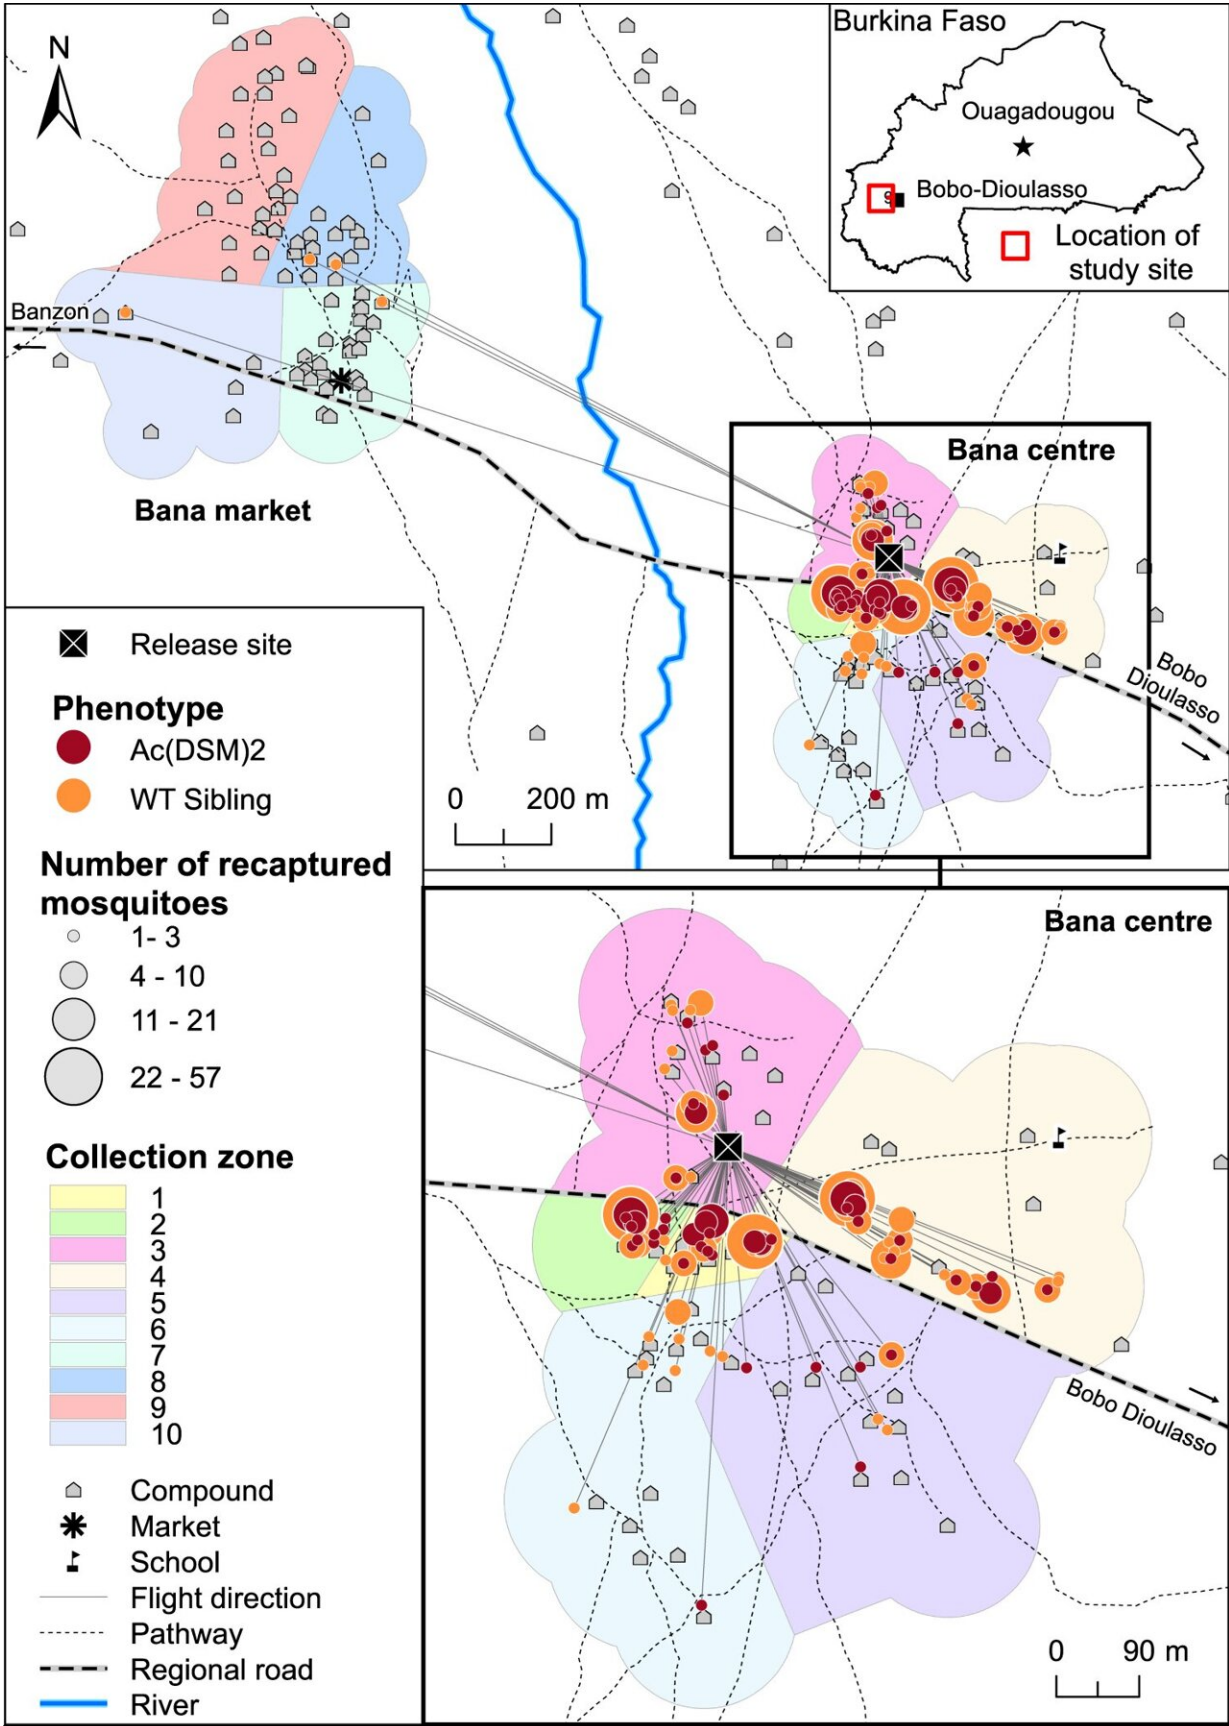 N
Burkina Faso
Ouagadougou
Bobo-Dioulasso
Location of
study site
Banzon
Bana market
Bana centre
Bobo
Dioulasso
0 200 m
Release site
Phenotype
Ac(DSM)2
WT Sibling
Number of recaptured
mosquitoes
1- 3
4 - 10
11 - 21
22 - 57
Collection zone
1
2
3
4
5
6
7
8
9
10
Compound
Market
School
Flight direction
Pathway
Regional road
River
Bana centre
Bobo Dioulasso
0 90 m